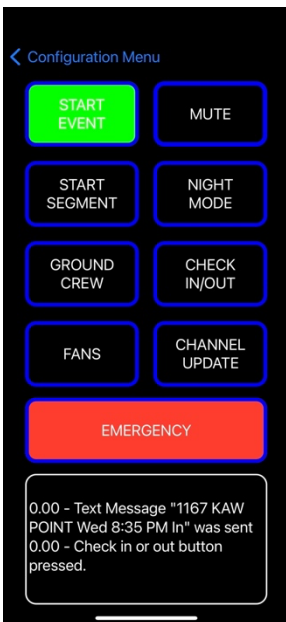 Configuration Menu
START
EVENT
MUTE
START
SEGMENT
NIGHT
MODE
GROUND
CREW
CHECK
IN/OUT
FANS
CHANNEL
UPDATE
EMERGENCY
0.00 - Text Message "1167 KAW
POINT Wed 8:35 PM In" was sent
0.00 - Check in or out button
pressed.